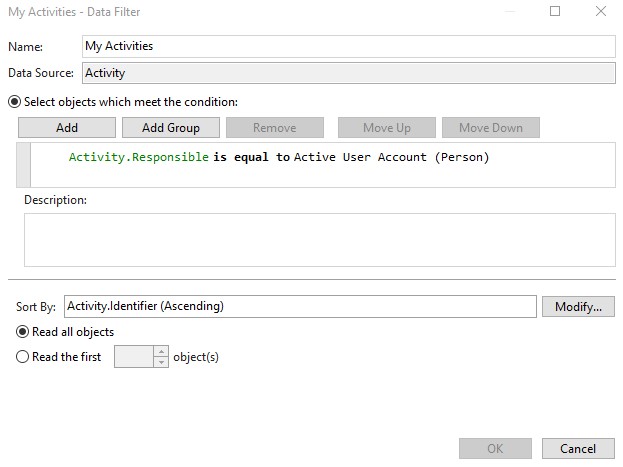 My Activities - Data Filter
Name: My Activities
Data Source: Activity
Select objects which meet the condition:
Add Add Group Remove Move Up Move Down
Activity.Responsible is equal to Active User Account (Person)
Description:
Sort By: Activity.Identifier (Ascending) Modify...
Read all objects
Read the first object(s)
OK Cancel